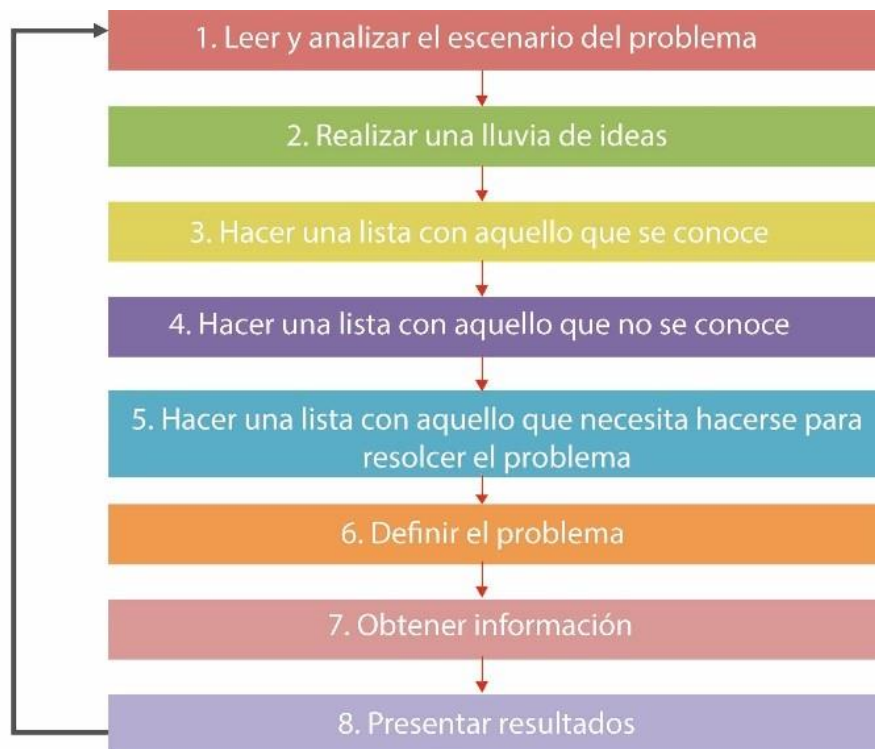 1. Leer y analizar el escenario del problema
2. Realizar una lluvia de ideas
3. Hacer una lista con aquello que se conoce
4. Hacer una lista con aquello que no se conoce
5. Hacer una lista con aquello que necesita hacerse para
resolcer el problema
6. Definir el problema
7. Obtener información
8. Presentar resultados